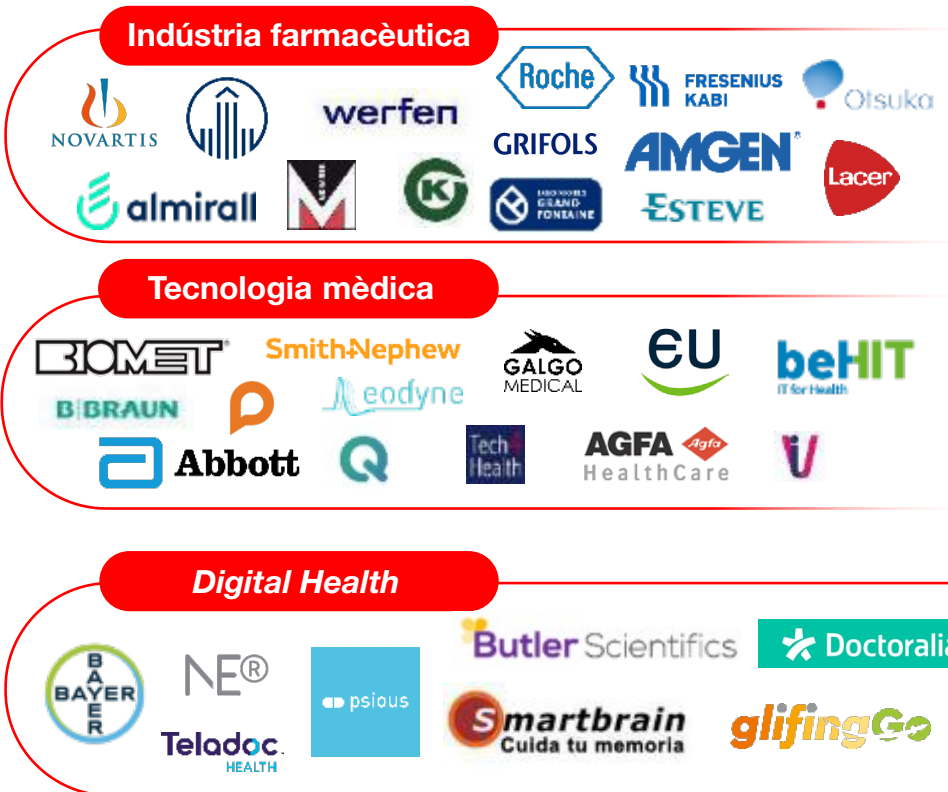 Indústria farmacèutica
NOVARTIS
werfen
Roche
FRESENIUS
KABI
Otsuka
almirall
GRIFOLS
GRAND
FONTAINE
AMGEN®
ESTEVE
Lacer
Tecnologia mèdica
BIOMET®
Smith+Nephew
GALGO
MEDICAL
eu
beHIT
IT for Health
B|BRAUN
eodyne
Abbott
Tech4
Health
AGFA
Agfa
HealthCare
Digital Health
BAYER
BAYER
NE®
Teladoc.
HEALTH
psious
Butler Scientifics
Doctoralia
Smartbrain
Cuida tu memoria
glifingGo